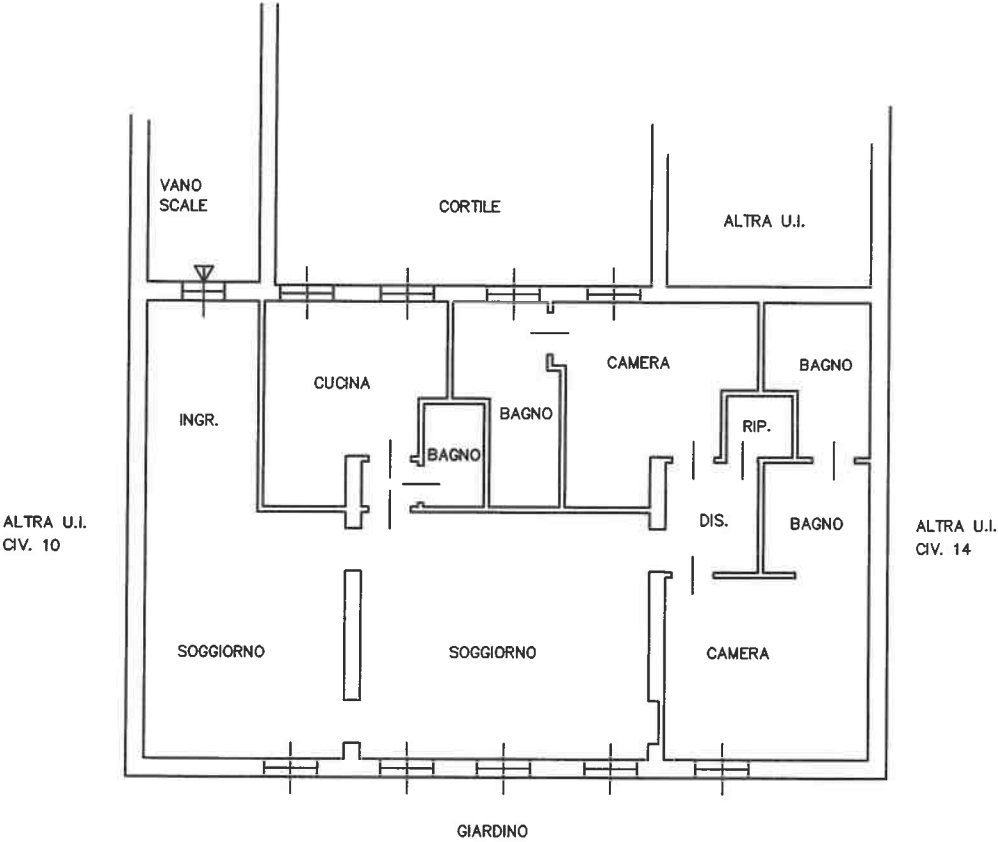 VANO
SCALE
CORTILE
ALTRA U.I.
CAMERA
BAGNO
CUCINA
INGR.
BAGNO
RIP.
BAGNO
ALTRA U.I.
CIV. 10
DIS.
BAGNO
ALTRA U.I.
CIV. 14
SOGGIORNO
SOGGIORNO
CAMERA
GIARDINO